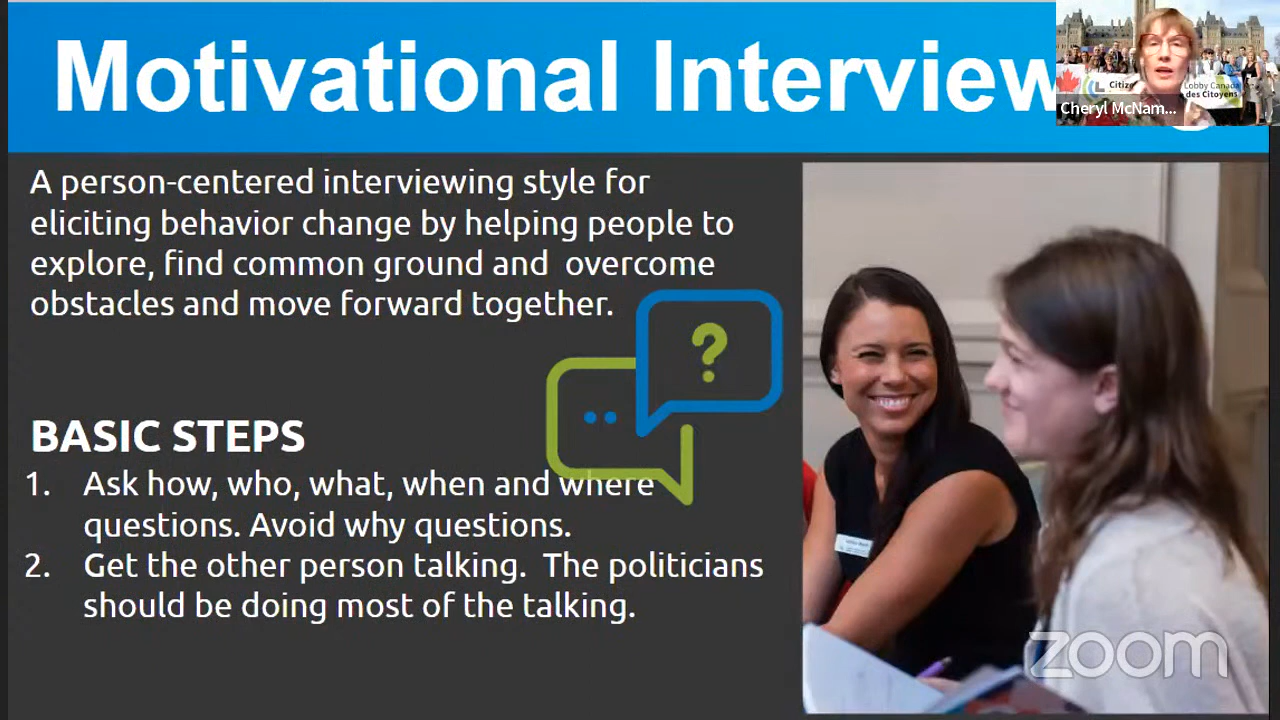 Motivational Interview
Citize
Lobby Canada
des Citoyens
Cheryl McNam...
A person-centered interviewing style for
eliciting behavior change by helping people to
explore, find common ground and  overcome
obstacles and move forward together.
?
BASIC STEPS
1. Ask how, who, what, when and where
questions. Avoid why questions.
2. Get the other person talking.  The politicians
should be doing most of the talking.
zoom